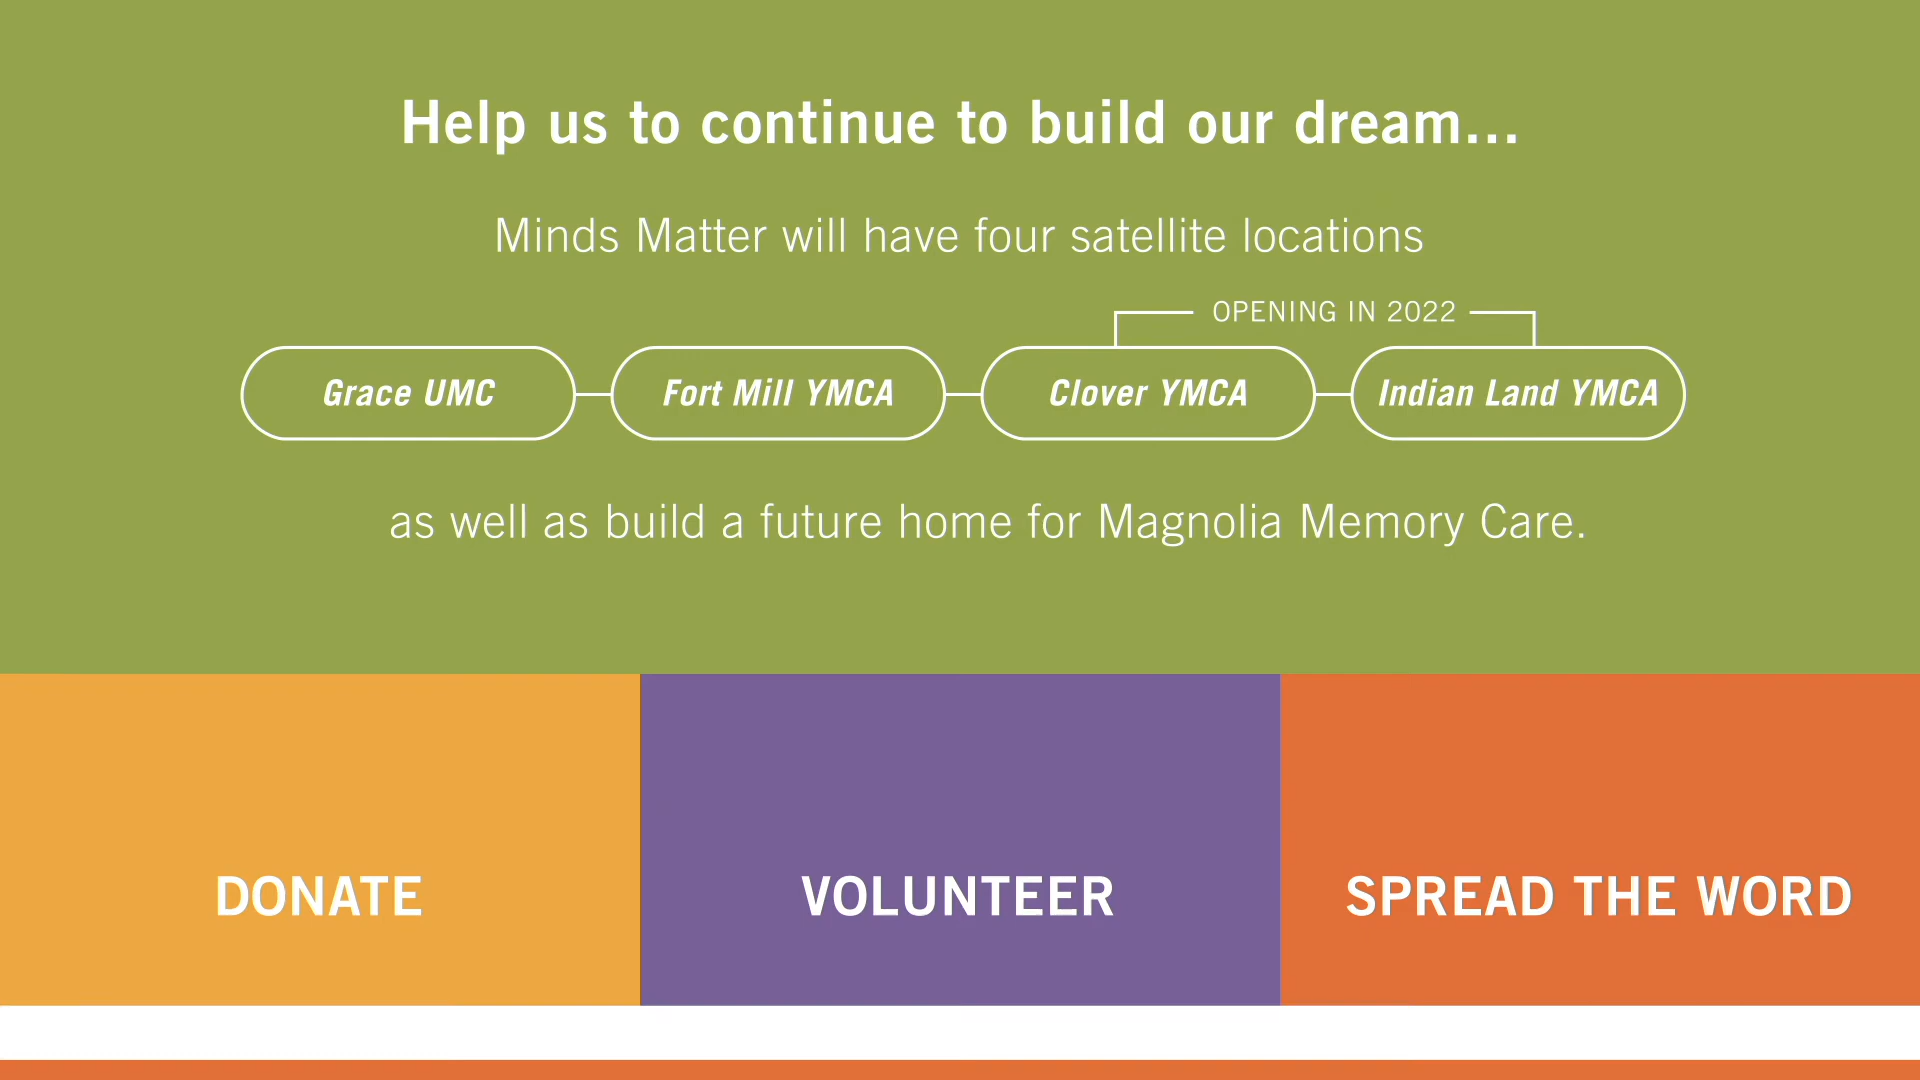 Help us to continue to build our dream...
Minds Matter will have four satellite locations
OPENING IN 2022
Grace UMC Fort Mill YMCA Clover YMCA Indian Land YMCA
as well as build a future home for Magnolia Memory Care.
DONATE VOLUNTEER SPREAD THE WORD